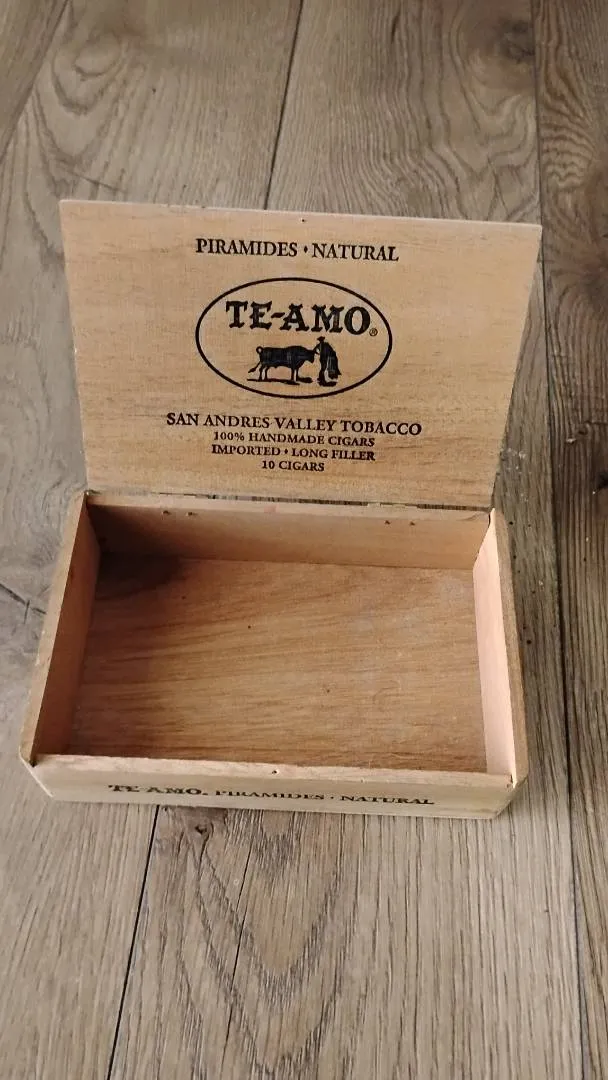 PIRAMIDES • NATURAL
TE-AMO®
SAN ANDRES VALLEY TOBACCO
100% HANDMADE CIGARS
IMPORTED • LONG FILLER
10 CIGARS
TE-AMO® PIRAMIDES • NATURAL